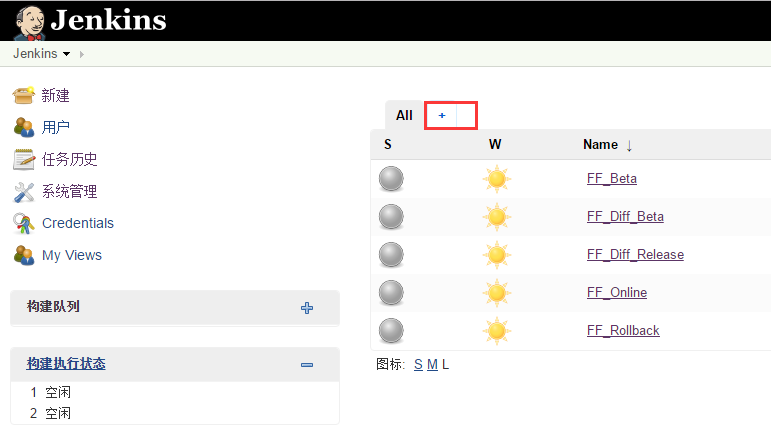 Jenkins
Jenkins
新建
用户
任务历史
系统管理
Credentials
My Views
构建队列
构建执行状态
1 空闲
2 空闲
All +
S W Name ↓
FF_Beta
FF_Diff_Beta
FF_Diff_Release
FF_Online
FF_Rollback
图标: S M L